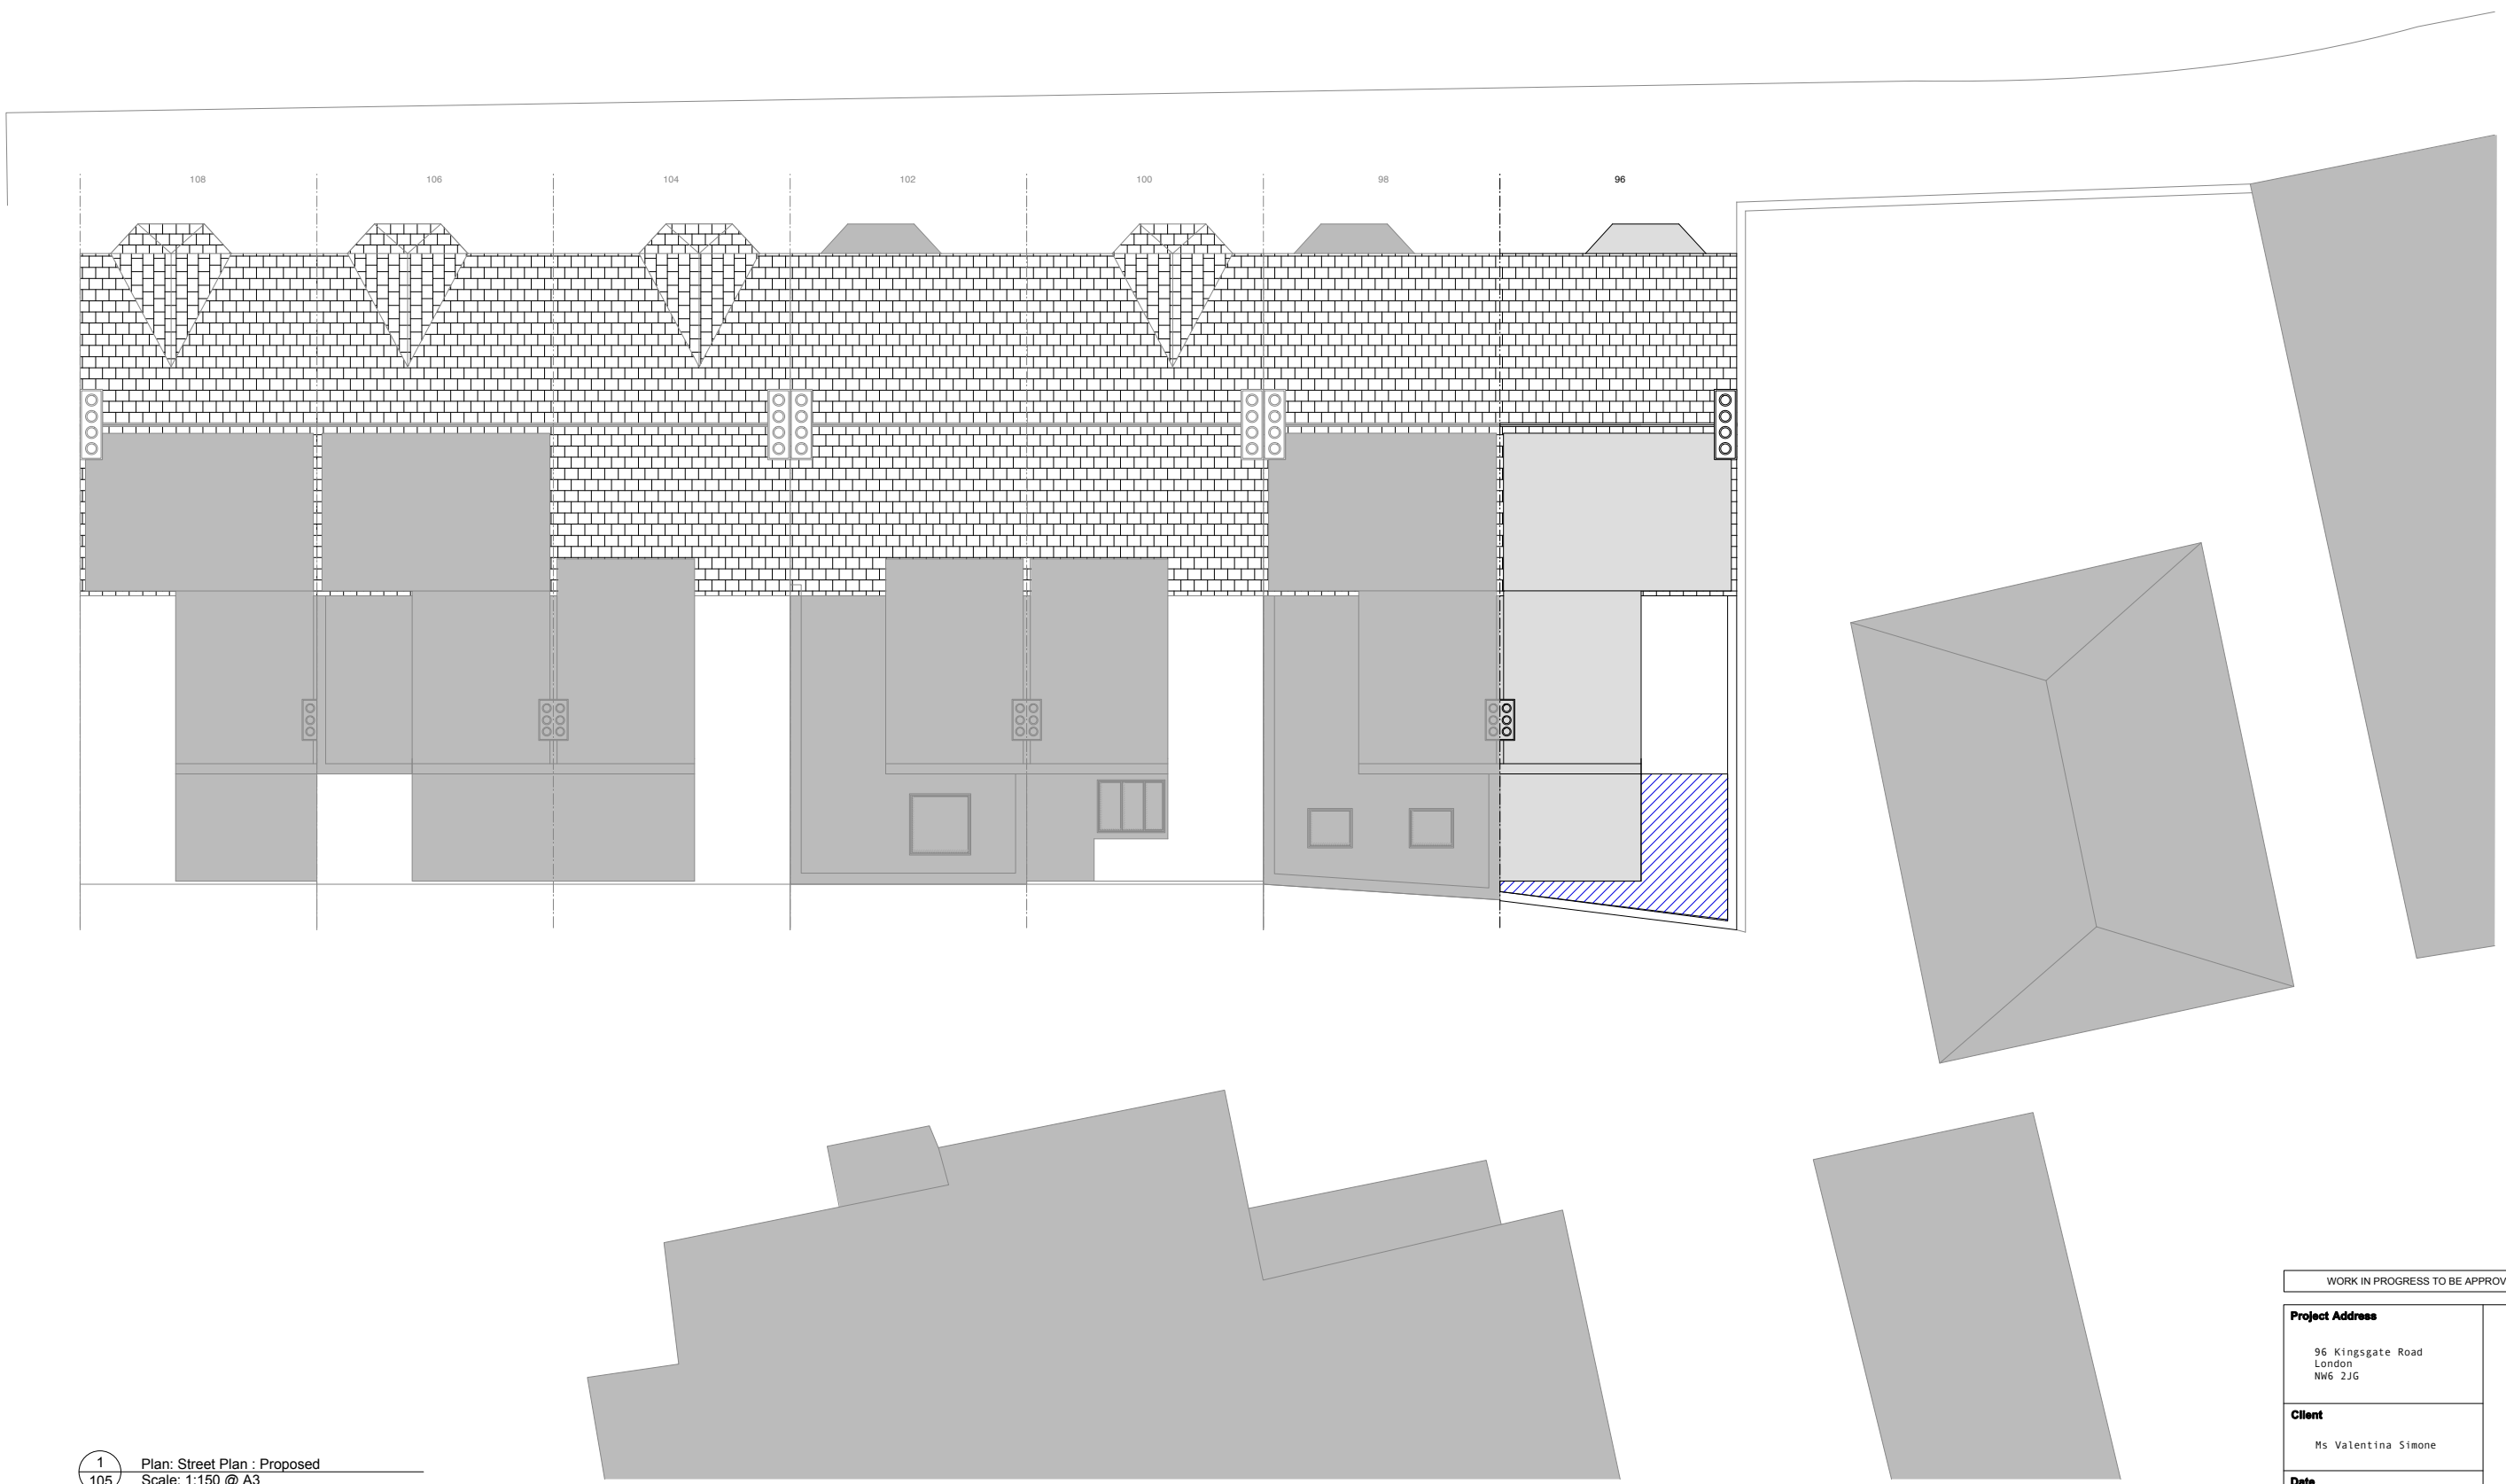 108
106
104
102
100
98
96
WORK IN PROGRESS TO BE APPROV
Project Address
96 Kingsgate Road
London
NW6 2JG
Client
Ms Valentina Simone
Date
1
105
Plan: Street Plan : Proposed
Scale: 1:150 @ A3